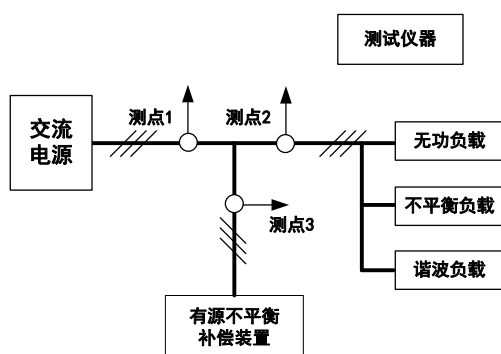 测试仪器
测点1
测点2
交流
电源
无功负载
不平衡负载
测点3
谐波负载
有源不平衡
补偿装置